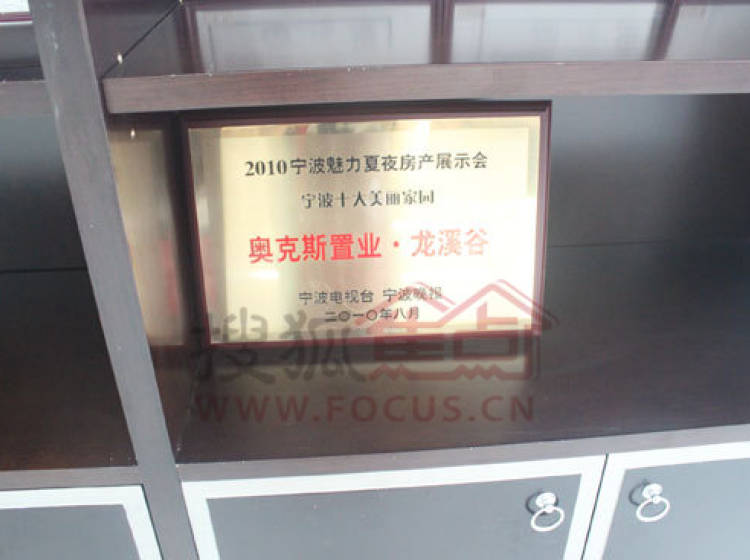 2010宁波魅力夏夜房产展示会
宁波十大美丽家园
奥克斯置业·龙溪谷
宁波电视台 宁波晚报
二〇一〇年八月
搜狐焦点
WWW.FOCUS.CN